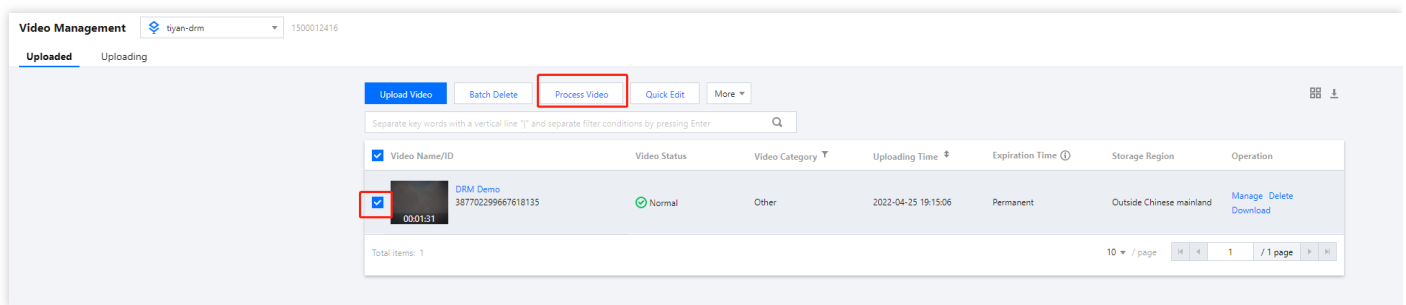 Video Management tiyan-drm 1500012416
Uploaded Uploading
Upload Video Batch Delete Process Video Quick Edit More
Separate key words with a vertical line "|" and separate filter conditions by pressing Enter
Video Name/ID Video Status Video Category Uploading Time Expiration Time Storage Region Operation
DRM Demo
387702299667618135
00:01:31
Normal Other 2022-04-25 19:15:06 Permanent Outside Chinese mainland
Manage Delete
Download
Total items: 1 10 / page 1 / 1 page